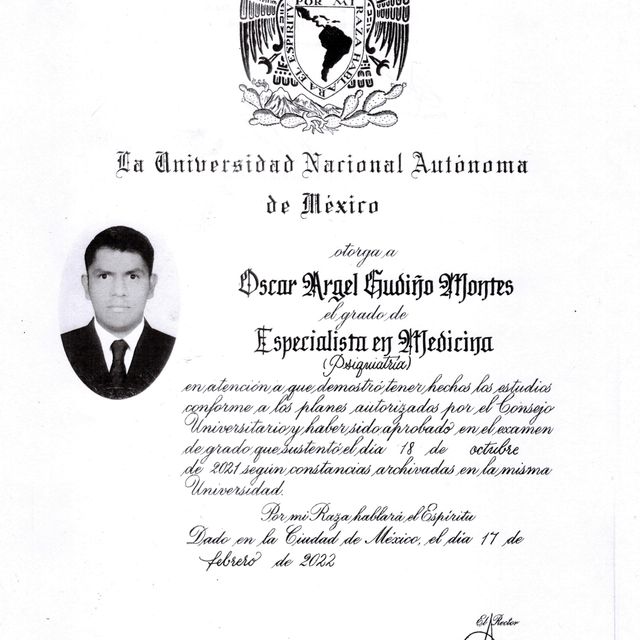 POR MI RAZA HABLARA EL ESPIRITU
La Universidad Nacional Autónoma
de México
otorga a
Oscar Argel Gudiño Montes
el grado de
Especialista en Medicina
(Psiquiatría)
en atención a que demostró tener hechos los estudios
conforme a los planes autorizados por el Consejo
Universitario y haber sido aprobado en el examen
de grado que sustentó el día 18 de octubre
de 2021 según constancias archivadas en la misma
Universidad.
Por mi Raza hablará el Espíritu
Dado en la Ciudad de México, el día 17 de
febrero de 2022
El Rector